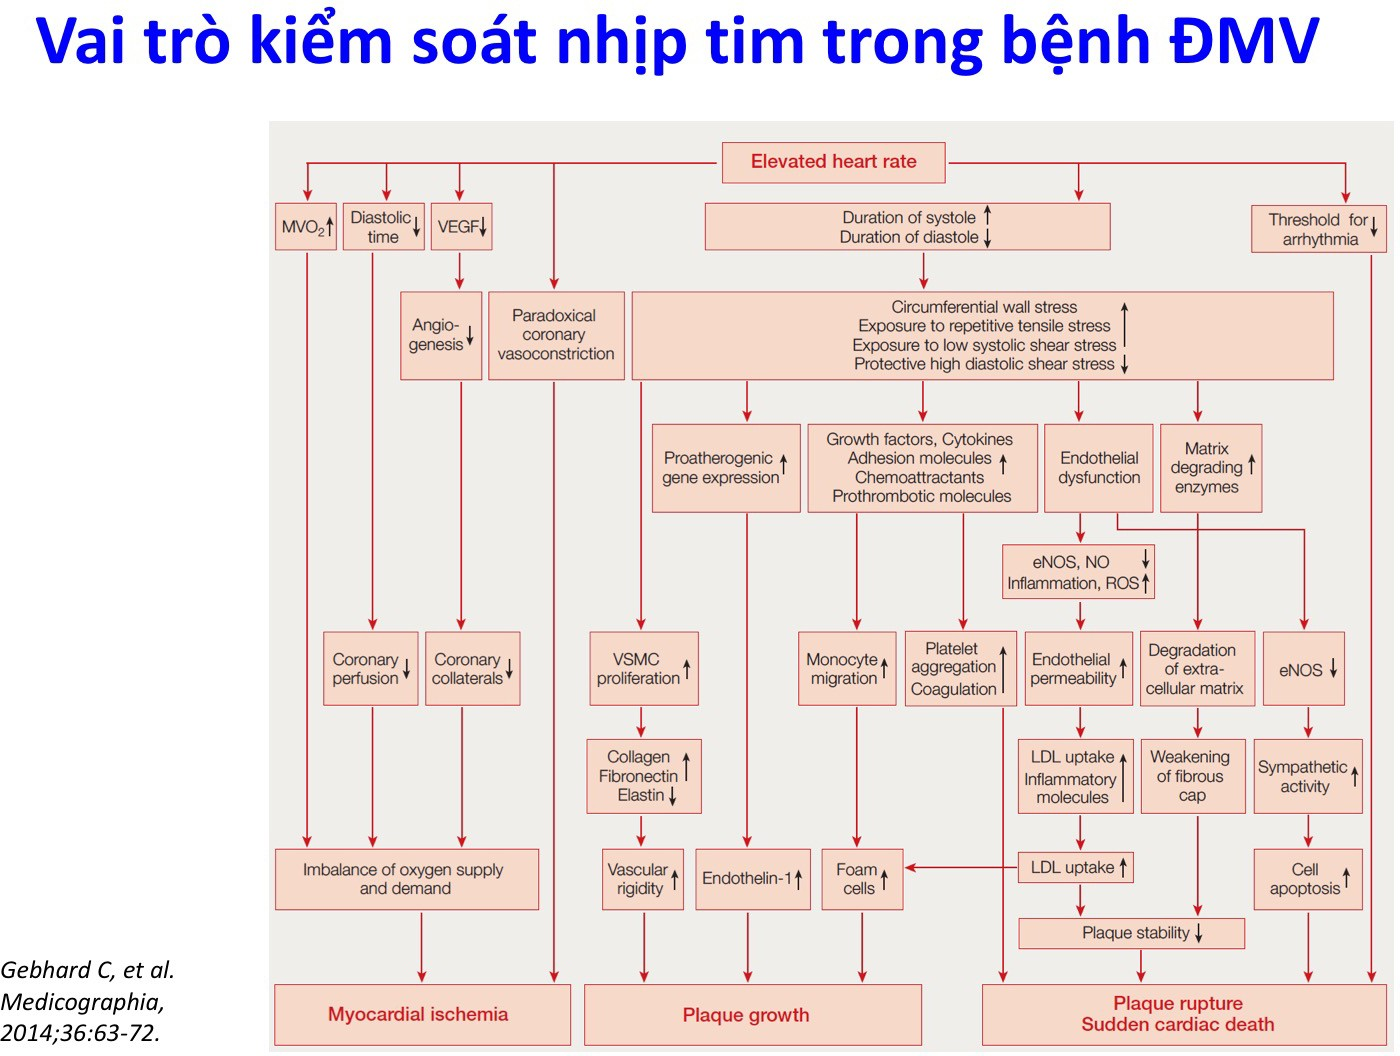 Vai trò kiểm soát nhịp tim trong bệnh ĐMV
Elevated heart rate
MVO₂↑
Diastolic
time ↓
VEGF↓
Duration of systole ↑
Duration of diastole ↓
Threshold for
arrhythmia ↓
Angio-
genesis ↓
Paradoxical
coronary
vasoconstriction
Circumferential wall stress
Exposure to repetitive tensile stress
Exposure to low systolic shear stress ↑
Protective high diastolic shear stress ↓
Proatherogenic
gene expression ↑
Growth factors, Cytokines
Adhesion molecules ↑
Chemoattractants
Prothrombotic molecules
Endothelial
dysfunction
Matrix
degrading ↑
enzymes
eNOS, NO ↓
Inflammation, ROS ↑
Coronary
perfusion ↓
Coronary
collaterals ↓
VSMC
proliferation ↑
Monocyte
migration ↑
Platelet
aggregation
Coagulation ↑
Endothelial
permeability ↑
Degradation
of extra-
cellular matrix
eNOS ↓
Collagen
Fibronectin ↑
Elastin ↓
LDL uptake
Inflammatory
molecules ↑
Weakening
of fibrous
cap
Sympathetic
activity ↑
Imbalance of oxygen supply
and demand
Vascular
rigidity ↑
Endothelin-1 ↑
Foam
cells ↑
LDL uptake ↑
Cell
apoptosis ↑
Plaque stability ↓
Gebhard C, et al.
Medicographia,
2014;36:63-72.
Myocardial ischemia
Plaque growth
Plaque rupture
Sudden cardiac death